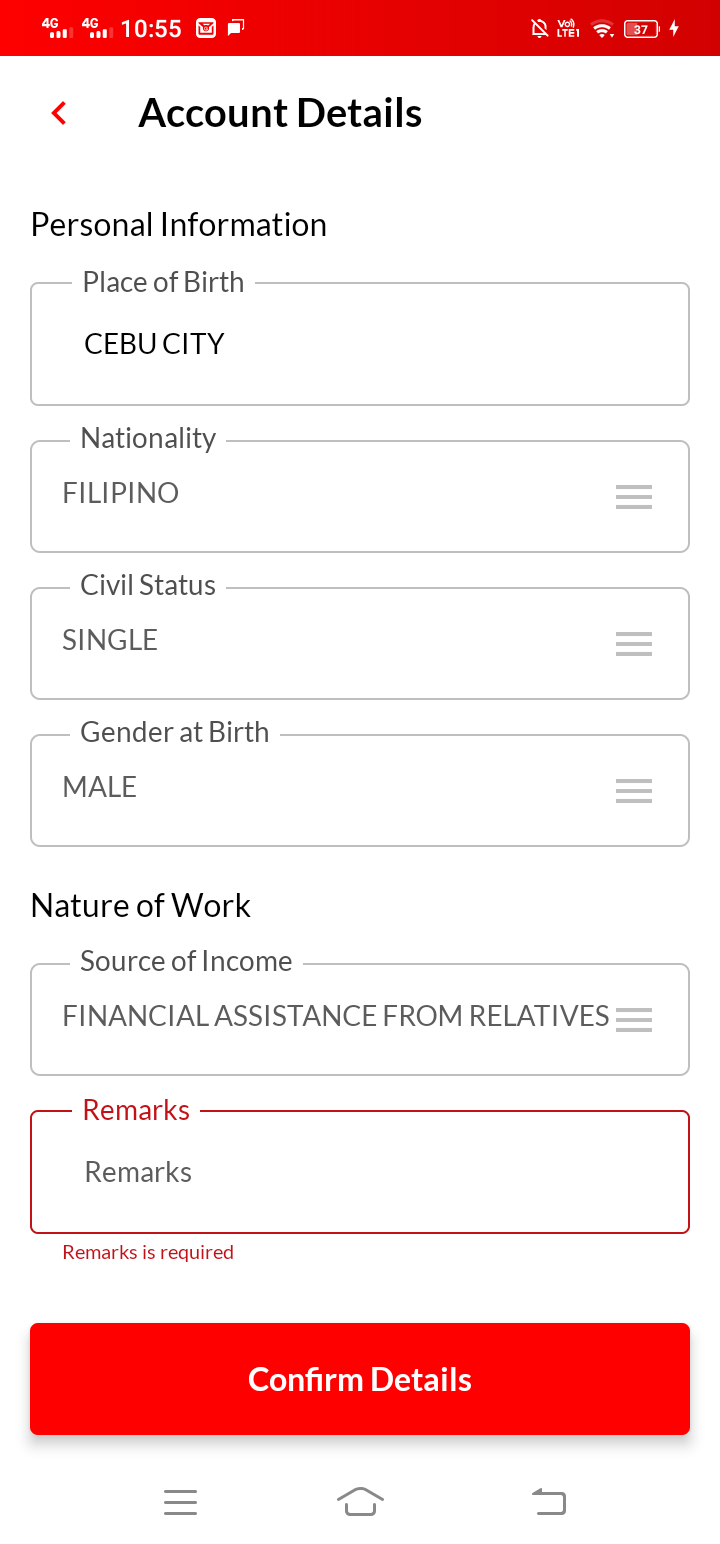 4G 4G 10:55 Vo) LTE1 37
Account Details
Personal Information
Place of Birth
CEBU CITY
Nationality
FILIPINO
Civil Status
SINGLE
Gender at Birth
MALE
Nature of Work
Source of Income
FINANCIAL ASSISTANCE FROM RELATIVES
Remarks
Remarks
Remarks is required
Confirm Details